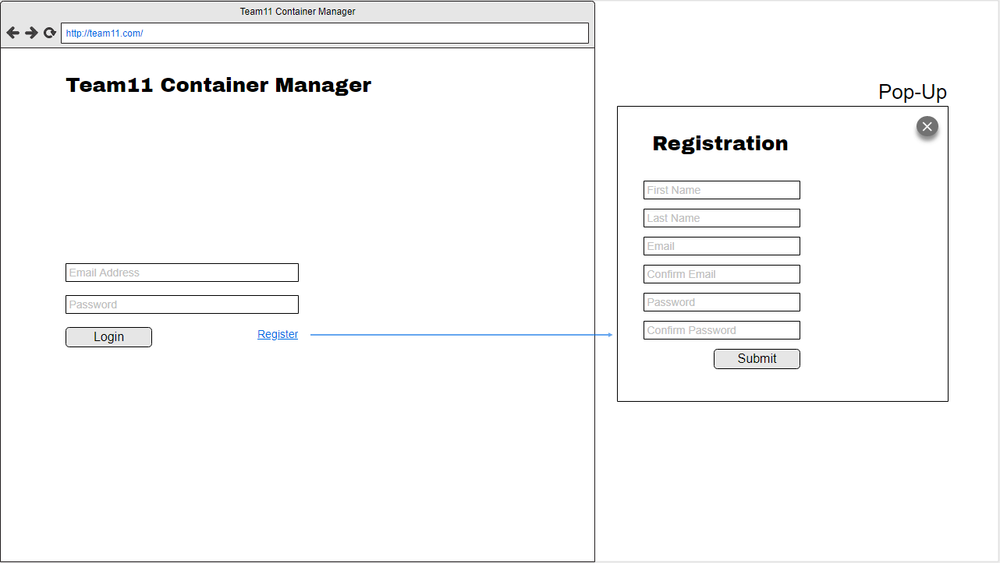 Team11 Container Manager
http://team11.com/
Team11 Container Manager
Email Address
Password
Login
Register
Pop-Up
Registration
First Name
Last Name
Email
Confirm Email
Password
Confirm Password
Submit